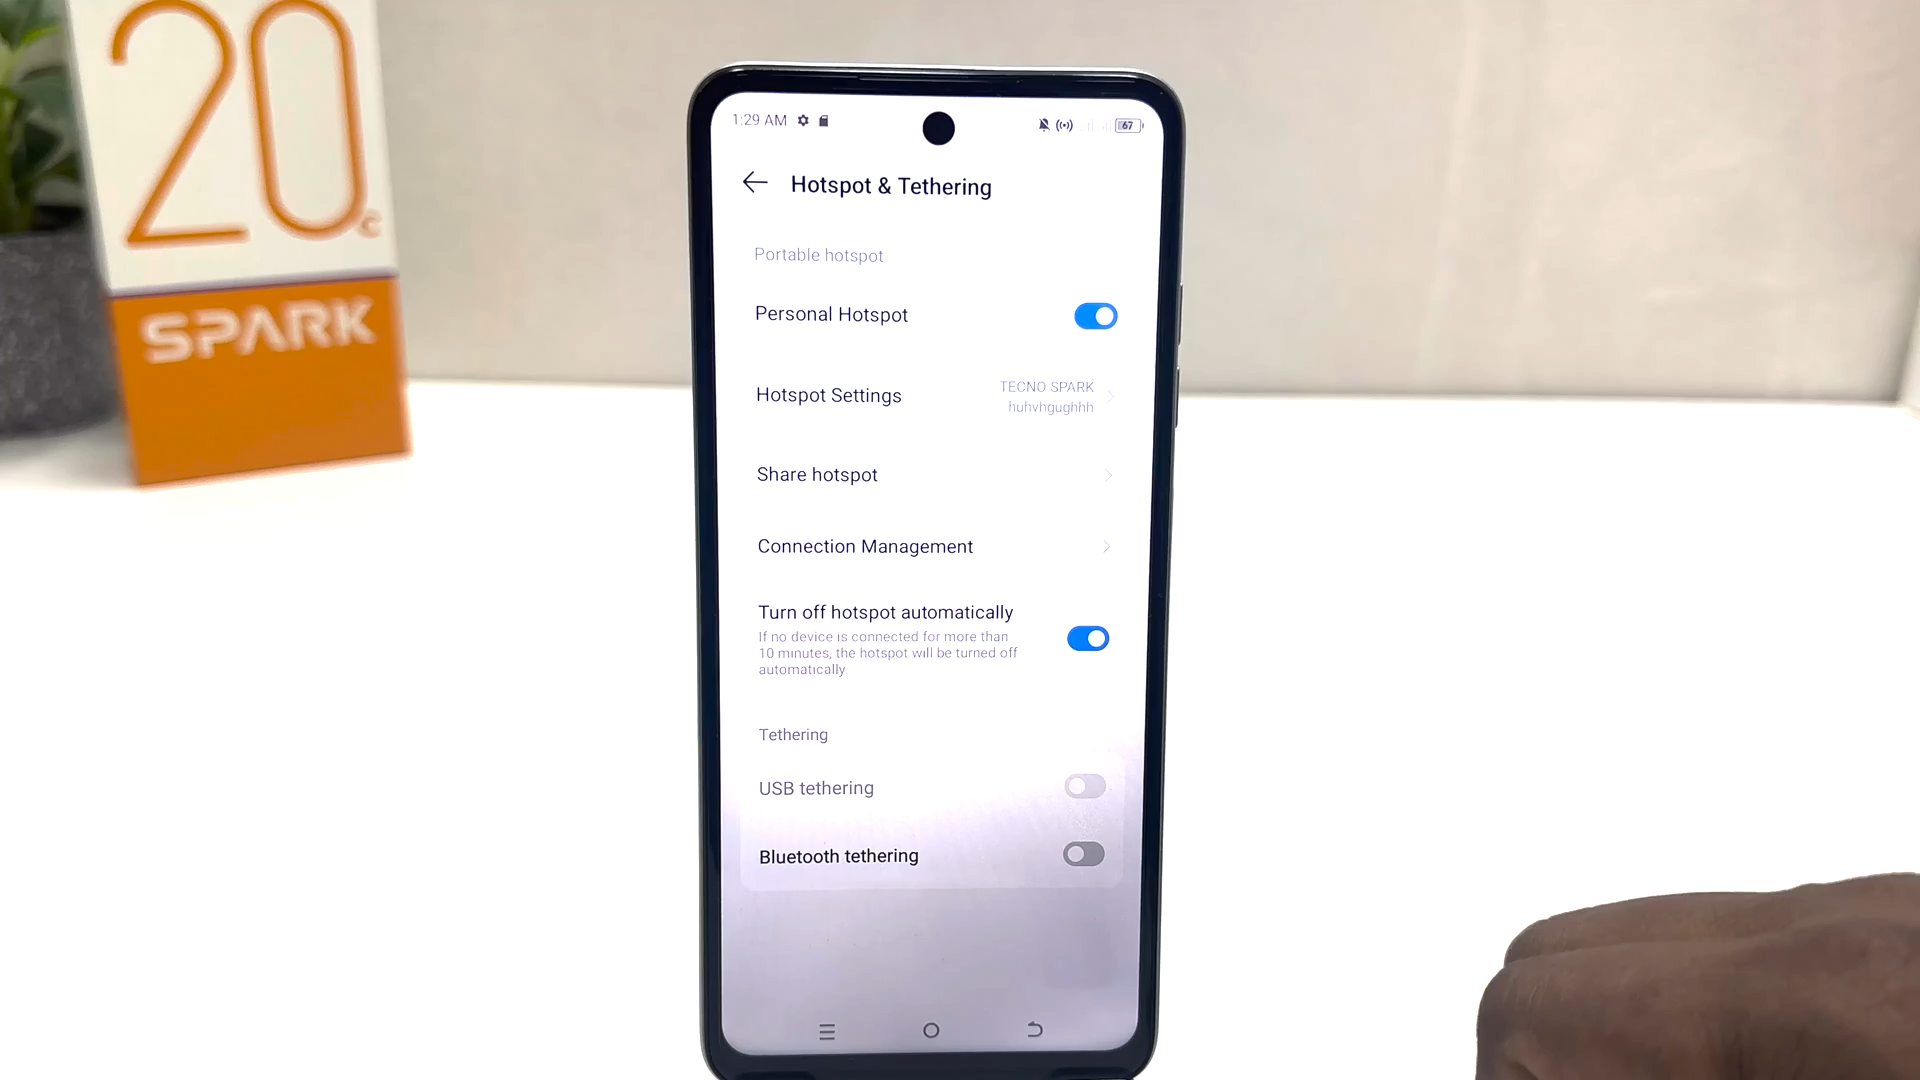 20
c
SPARK
1:29 AM
67
Hotspot & Tethering
Portable hotspot
Personal Hotspot
Hotspot Settings
TECNO SPARK
huhvhgughhh
Share hotspot
Connection Management
Turn off hotspot automatically
If no device is connected for more than
10 minutes, the hotspot will be turned off
automatically
Tethering
USB tethering
Bluetooth tethering